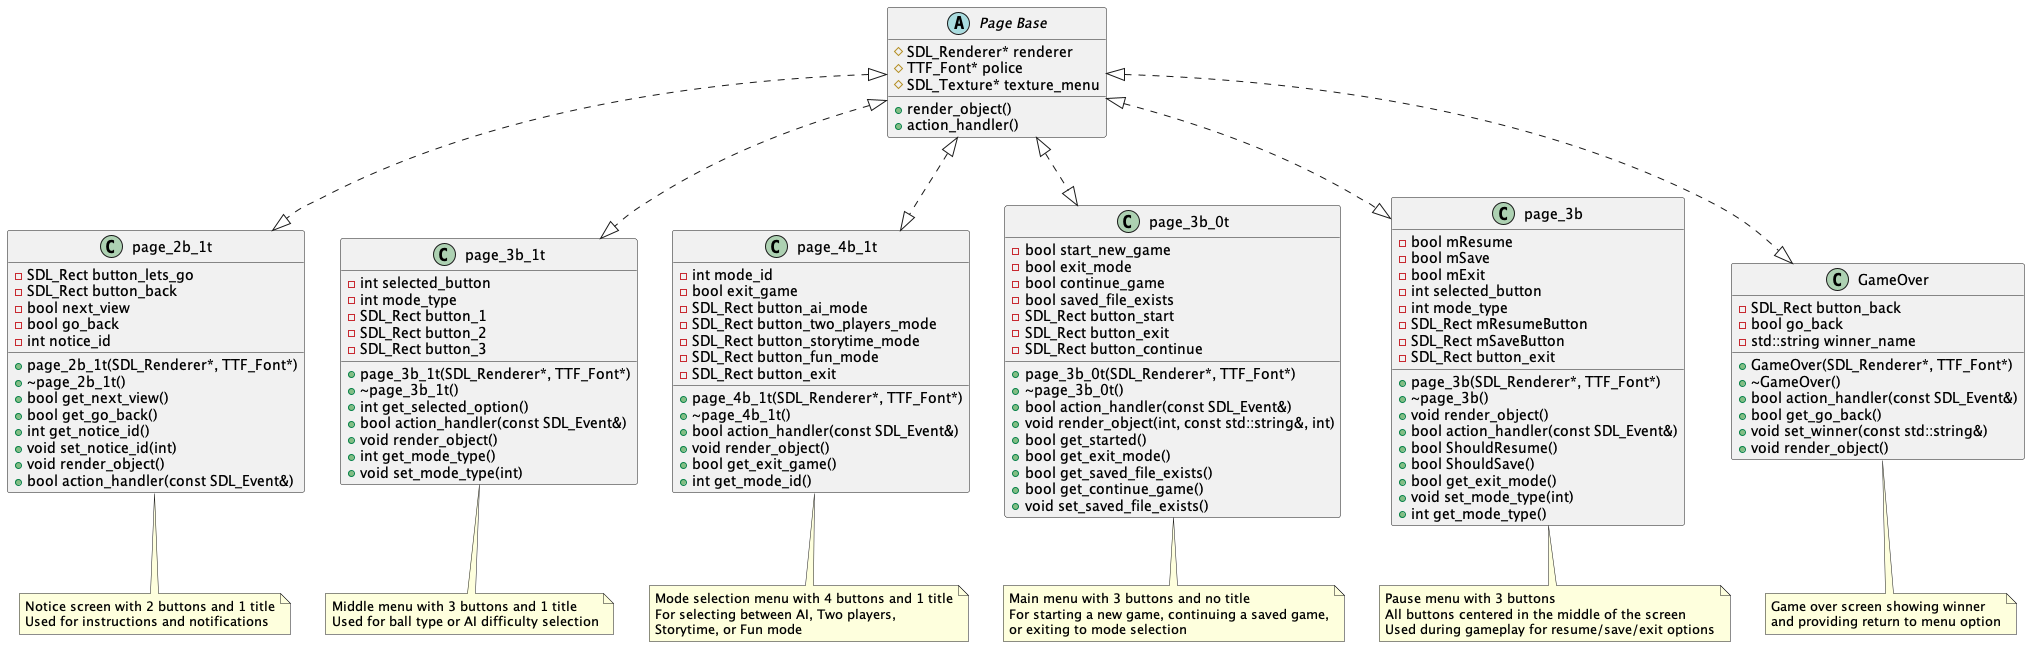 A Page Base
SDL_Renderer* renderer
TTF_Font* police
SDL_Texture* texture_menu
render_object()
action_handler()
C page_2b_1t
SDL_Rect button_lets_go
SDL_Rect button_back
bool next_view
bool go_back
int notice_id
page_2b_1t(SDL_Renderer*, TTF_Font*)
~page_2b_1t()
bool get_next_view()
bool get_go_back()
int get_notice_id()
void set_notice_id(int)
void render_object()
bool action_handler(const SDL_Event&)
C page_3b_1t
int selected_button
int mode_type
SDL_Rect button_1
SDL_Rect button_2
SDL_Rect button_3
page_3b_1t(SDL_Renderer*, TTF_Font*)
~page_3b_1t()
int get_selected_option()
bool action_handler(const SDL_Event&)
void render_object()
int get_mode_type()
void set_mode_type(int)
C page_4b_1t
int mode_id
bool exit_game
SDL_Rect button_ai_mode
SDL_Rect button_two_players_mode
SDL_Rect button_storytime_mode
SDL_Rect button_fun_mode
SDL_Rect button_exit
page_4b_1t(SDL_Renderer*, TTF_Font*)
~page_4b_1t()
bool action_handler(const SDL_Event&)
void render_object()
bool get_exit_game()
int get_mode_id()
C page_3b_0t
bool start_new_game
bool exit_mode
bool continue_game
bool saved_file_exists
SDL_Rect button_start
SDL_Rect button_exit
SDL_Rect button_continue
page_3b_0t(SDL_Renderer*, TTF_Font*)
~page_3b_0t()
bool action_handler(const SDL_Event&)
void render_object(int, const std::string&, int)
bool get_started()
bool get_exit_mode()
bool get_saved_file_exists()
bool get_continue_game()
void set_saved_file_exists()
C page_3b
bool mResume
bool mSave
bool mExit
int selected_button
int mode_type
SDL_Rect mResumeButton
SDL_Rect mSaveButton
SDL_Rect button_exit
page_3b(SDL_Renderer*, TTF_Font*)
~page_3b()
void render_object()
bool action_handler(const SDL_Event&)
bool ShouldResume()
bool ShouldSave()
bool get_exit_mode()
void set_mode_type(int)
int get_mode_type()
C GameOver
SDL_Rect button_back
bool go_back
std::string winner_name
GameOver(SDL_Renderer*, TTF_Font*)
~GameOver()
bool action_handler(const SDL_Event&)
bool get_go_back()
void set_winner(const std::string&)
void render_object()
Notice screen with 2 buttons and 1 title
Used for instructions and notifications
Middle menu with 3 buttons and 1 title
Used for ball type or AI difficulty selection
Mode selection menu with 4 buttons and 1 title
For selecting between AI, Two players,
Storytime, or Fun mode
Main menu with 3 buttons and no title
For starting a new game, continuing a saved game,
or exiting to mode selection
Pause menu with 3 buttons
All buttons centered in the middle of the screen
Used during gameplay for resume/save/exit options
Game over screen showing winner
and providing return to menu option